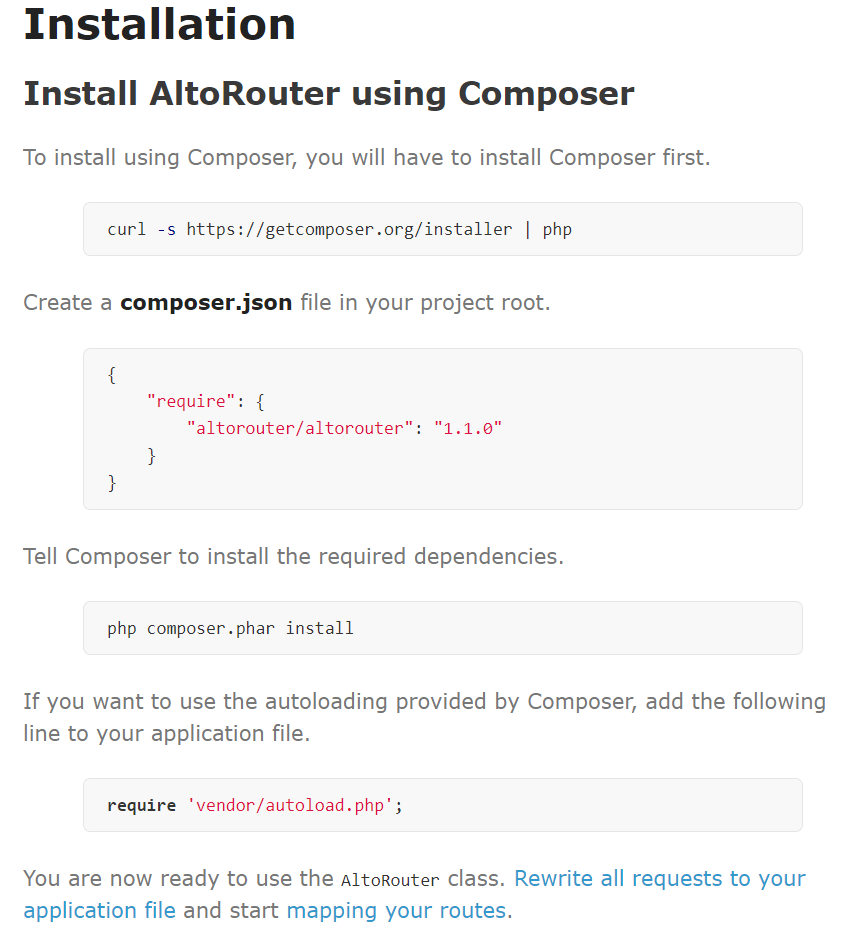 Installation
Install AltoRouter using Composer
To install using Composer, you will have to install Composer first.
curl -s https://getcomposer.org/installer | php
Create a composer.json file in your project root.
{
    "require": {
        "altorouter/altorouter": "1.1.0"
    }
}
Tell Composer to install the required dependencies.
php composer.phar install
If you want to use the autoloading provided by Composer, add the following
line to your application file.
require 'vendor/autoload.php';
You are now ready to use the AltoRouter class. Rewrite all requests to your
application file and start mapping your routes.